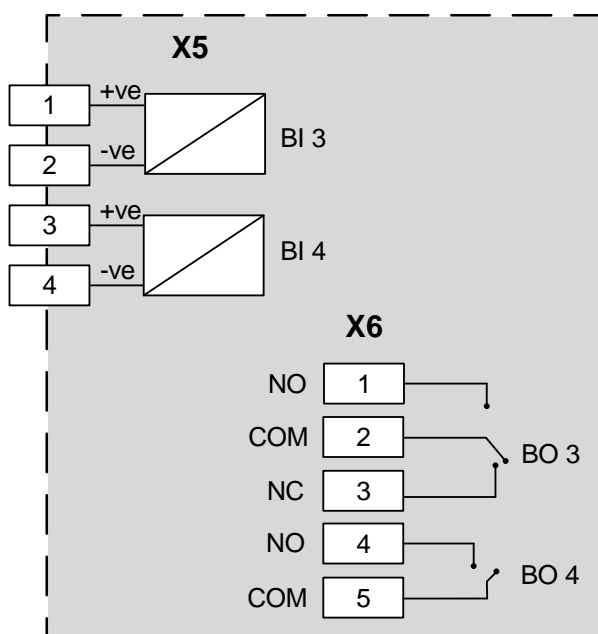 X5
1 +ve
BI 3
2 -ve
3 +ve
BI 4
4 -ve
X6
NO 1
COM 2
BO 3
NC 3
NO 4
BO 4
COM 5